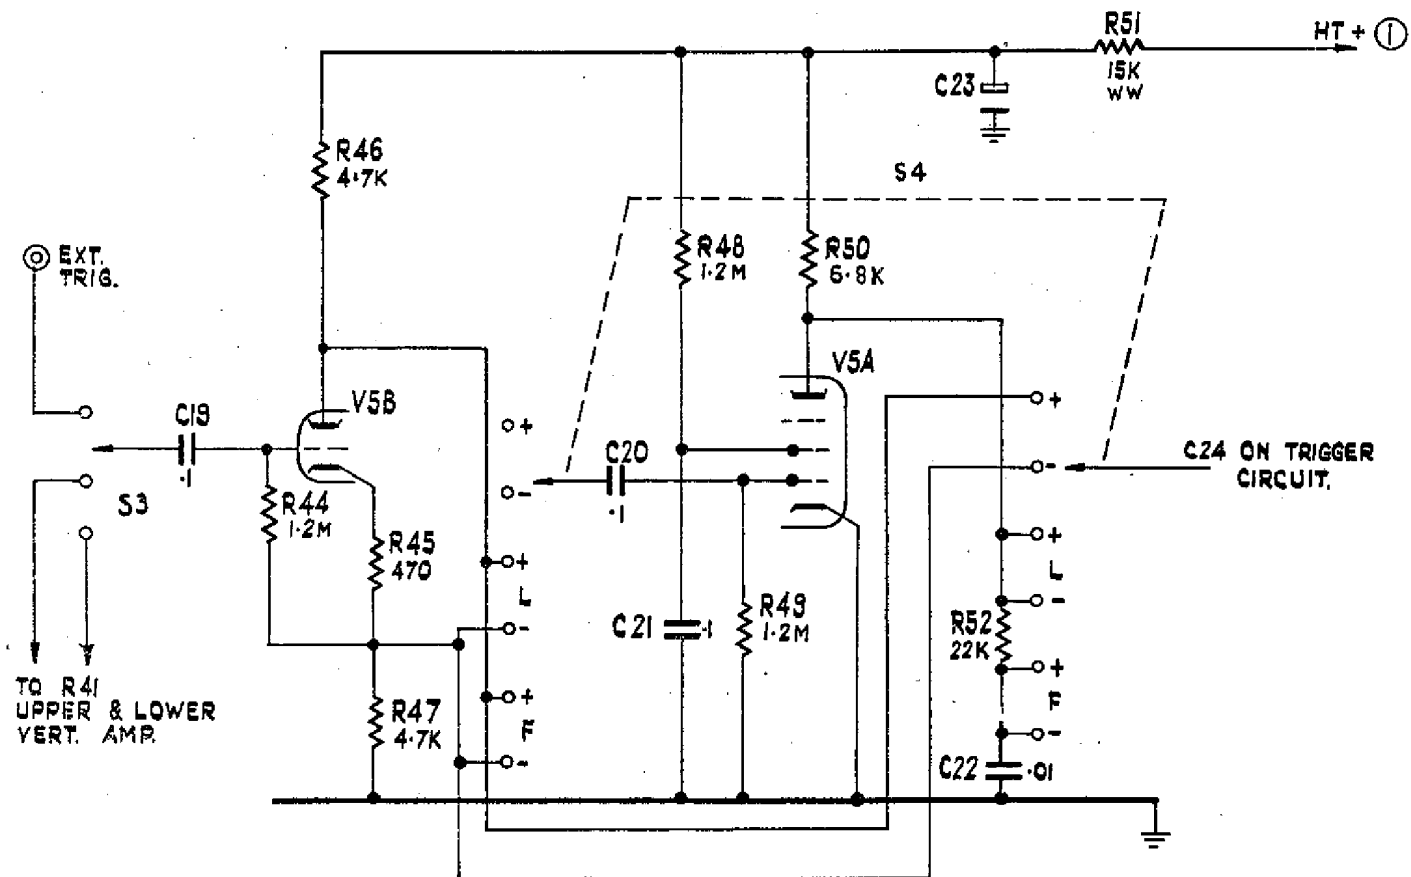 R51
HT + 1
15K
WW
C23
R46
4.7K
S4
EXT.
TRIG.
R48
1.2M
R50
6.8K
V5A
V5B
C19
.1
S3
R44
1.2M
R45
470
+
-
+
L
-
+
F
-
C20
.1
+
-
C24 ON TRIGGER
CIRCUIT.
+
L
-
R52
22K
+
F
-
C21 .1
R49
1.2M
TO R41
UPPER & LOWER
VERT. AMP.
R47
4.7K
C22 .01